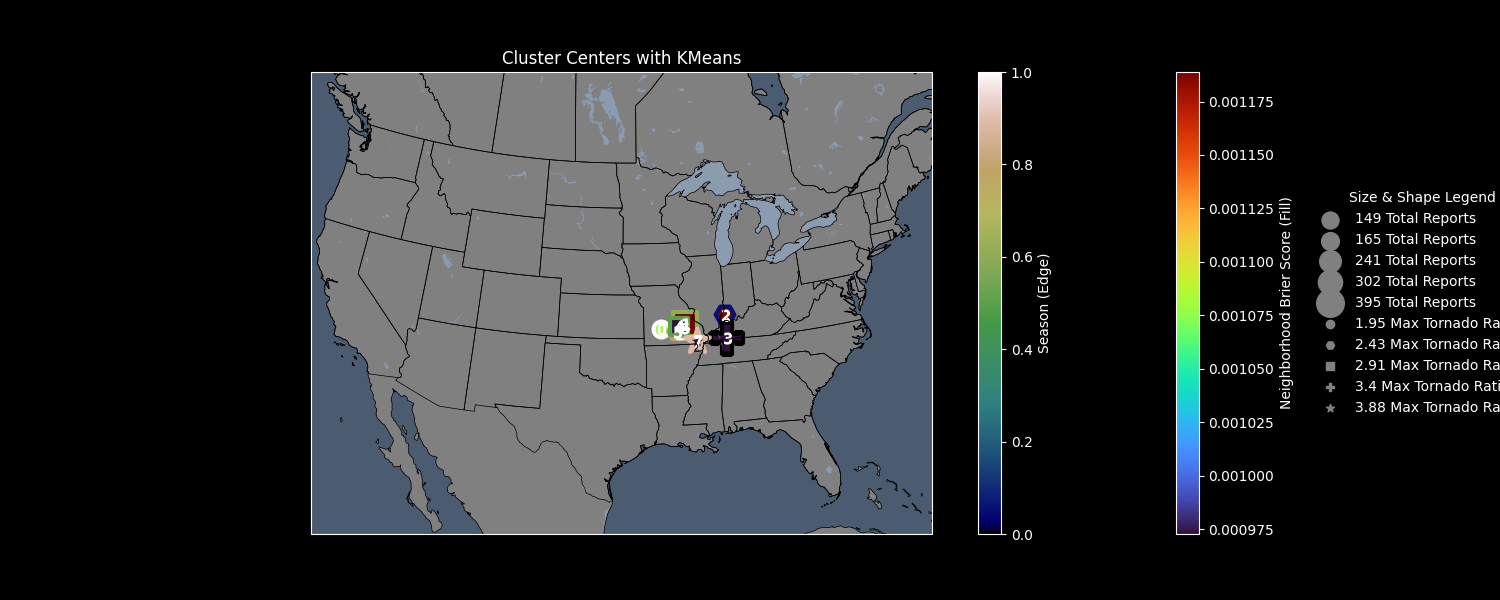 Cluster Centers with KMeans
1.0
0.8
0.6
0.4
0.2
0.0
Season (Edge)
0.001175
0.001150
0.001125
0.001100
0.001075
0.001050
0.001025
0.001000
0.000975
Neighborhood Brier Score (Fill)
Size & Shape Legend
149 Total Reports
165 Total Reports
241 Total Reports
302 Total Reports
395 Total Reports
1.95 Max Tornado Ra
2.43 Max Tornado Ra
2.91 Max Tornado Ra
3.4 Max Tornado Rati
3.88 Max Tornado Ra
2
3